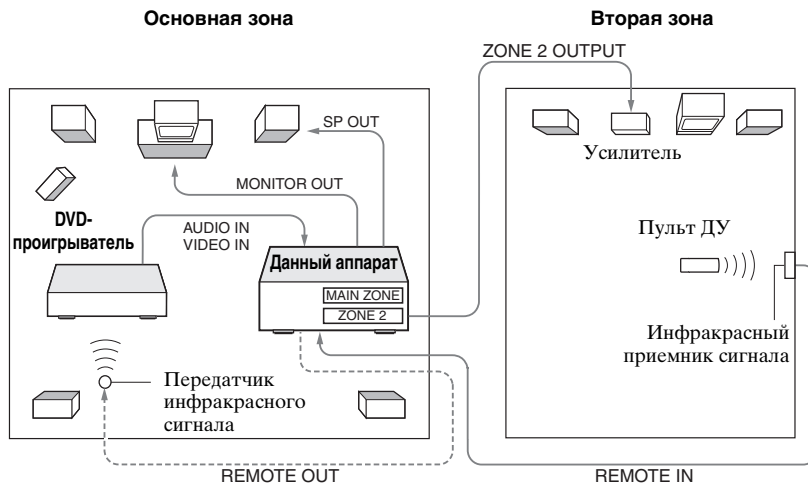 Основная зона
Вторая зона
ZONE 2 OUTPUT
SP OUT
Усилитель
MONITOR OUT
DVD-
проигрыватель
AUDIO IN
VIDEO IN
Пульт ДУ
Данный аппарат
MAIN ZONE
ZONE 2
Инфракрасный
приемник сигнала
Передатчик
инфракрасного
сигнала
REMOTE OUT
REMOTE IN